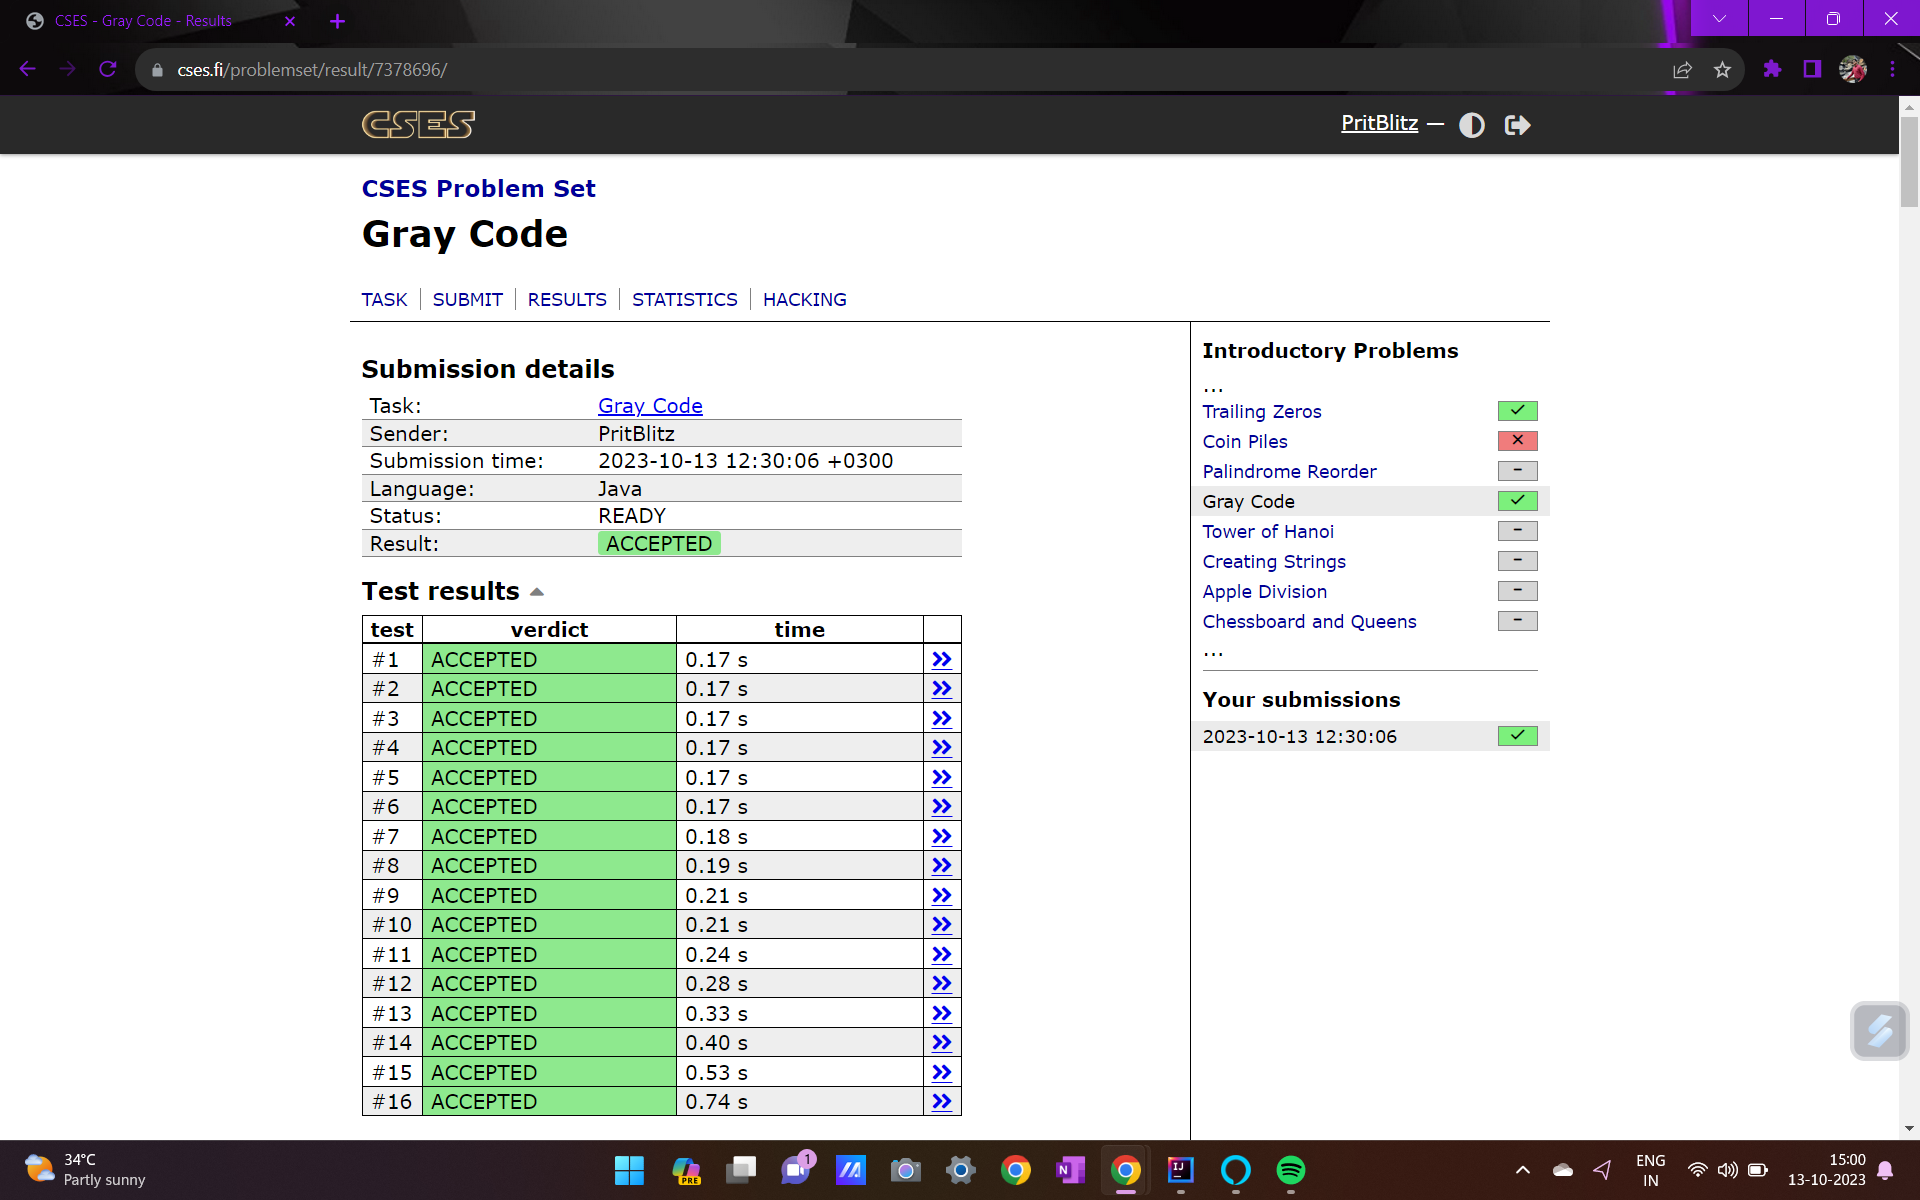 CSES - Gray Code - Results
cses.fi/problemset/result/7378696/
CSES
PritBlitz —
CSES Problem Set
Gray Code
TASK SUBMIT RESULTS STATISTICS HACKING
Submission details
Task: Gray Code
Sender: PritBlitz
Submission time: 2023-10-13 12:30:06 +0300
Language: Java
Status: READY
Result: ACCEPTED
Test results
test verdict time
#1 ACCEPTED 0.17 s
#2 ACCEPTED 0.17 s
#3 ACCEPTED 0.17 s
#4 ACCEPTED 0.17 s
#5 ACCEPTED 0.17 s
#6 ACCEPTED 0.17 s
#7 ACCEPTED 0.18 s
#8 ACCEPTED 0.19 s
#9 ACCEPTED 0.21 s
#10 ACCEPTED 0.21 s
#11 ACCEPTED 0.24 s
#12 ACCEPTED 0.28 s
#13 ACCEPTED 0.33 s
#14 ACCEPTED 0.40 s
#15 ACCEPTED 0.53 s
#16 ACCEPTED 0.74 s
Introductory Problems
...
Trailing Zeros
Coin Piles
Palindrome Reorder
Gray Code
Tower of Hanoi
Creating Strings
Apple Division
Chessboard and Queens
...
Your submissions
2023-10-13 12:30:06
34°C
Partly sunny
PRE
1
N
IJ
ENG
IN
15:00
13-10-2023